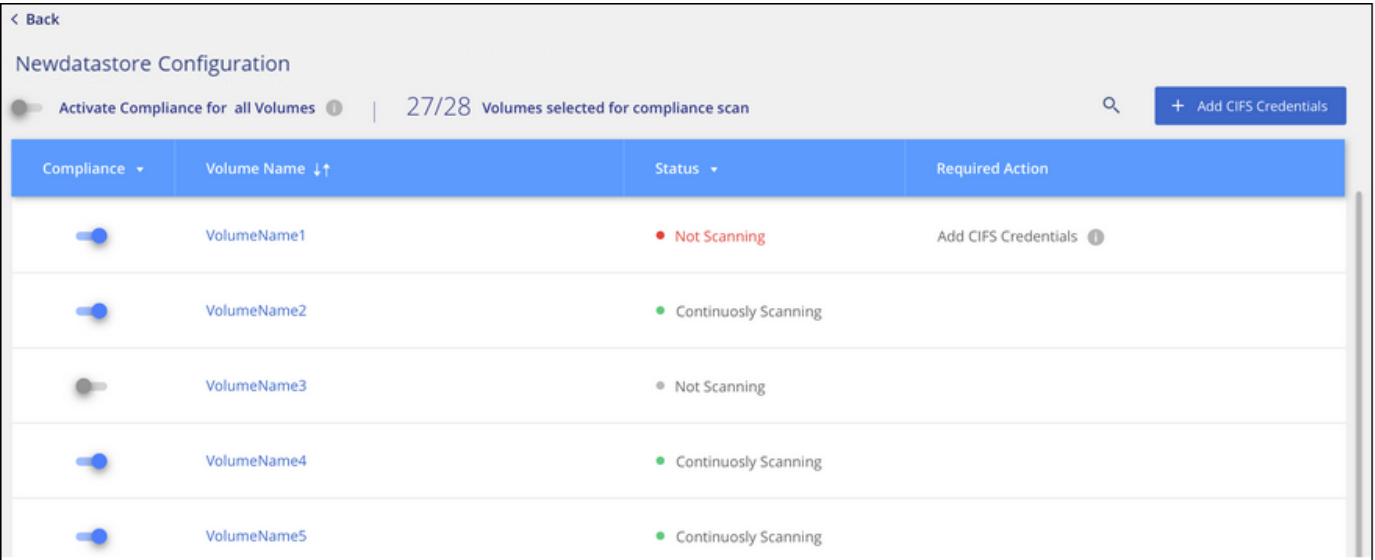 < Back
Newdatastore Configuration
Activate Compliance for all Volumes i | 27/28 Volumes selected for compliance scan + Add CIFS Credentials
Compliance Volume Name ↓↑ Status Required Action
VolumeName1 Not Scanning Add CIFS Credentials i
VolumeName2 Continuosly Scanning
VolumeName3 Not Scanning
VolumeName4 Continuosly Scanning
VolumeName5 Continuosly Scanning